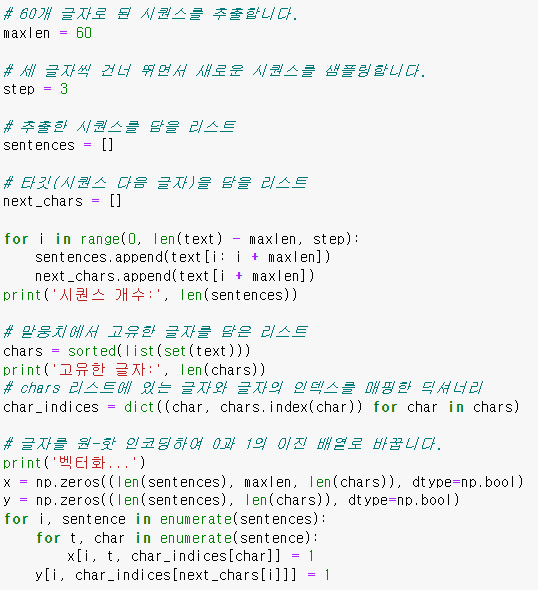 # 60개 글자로 된 시퀀스를 추출합니다.
maxlen = 60
# 세 글자씩 건너 뛰면서 새로운 시퀀스를 샘플링합니다.
step = 3
# 추출한 시퀀스를 담을 리스트
sentences = []
# 타깃(시퀀스 다음 글자)을 담을 리스트
next_chars = []
for i in range(0, len(text) - maxlen, step):
    sentences.append(text[i: i + maxlen])
    next_chars.append(text[i + maxlen])
print('시퀀스 개수:', len(sentences))
# 말뭉치에서 고유한 글자를 담은 리스트
chars = sorted(list(set(text)))
print('고유한 글자:', len(chars))
# chars 리스트에 있는 글자와 글자의 인덱스를 매핑한 딕셔너리
char_indices = dict((char, chars.index(char)) for char in chars)
# 글자를 원-핫 인코딩하여 0과 1의 이진 배열로 바꿉니다.
print('벡터화...')
x = np.zeros((len(sentences), maxlen, len(chars)), dtype=np.bool)
y = np.zeros((len(sentences), len(chars)), dtype=np.bool)
for i, sentence in enumerate(sentences):
    for t, char in enumerate(sentence):
        x[i, t, char_indices[char]] = 1
    y[i, char_indices[next_chars[i]]] = 1